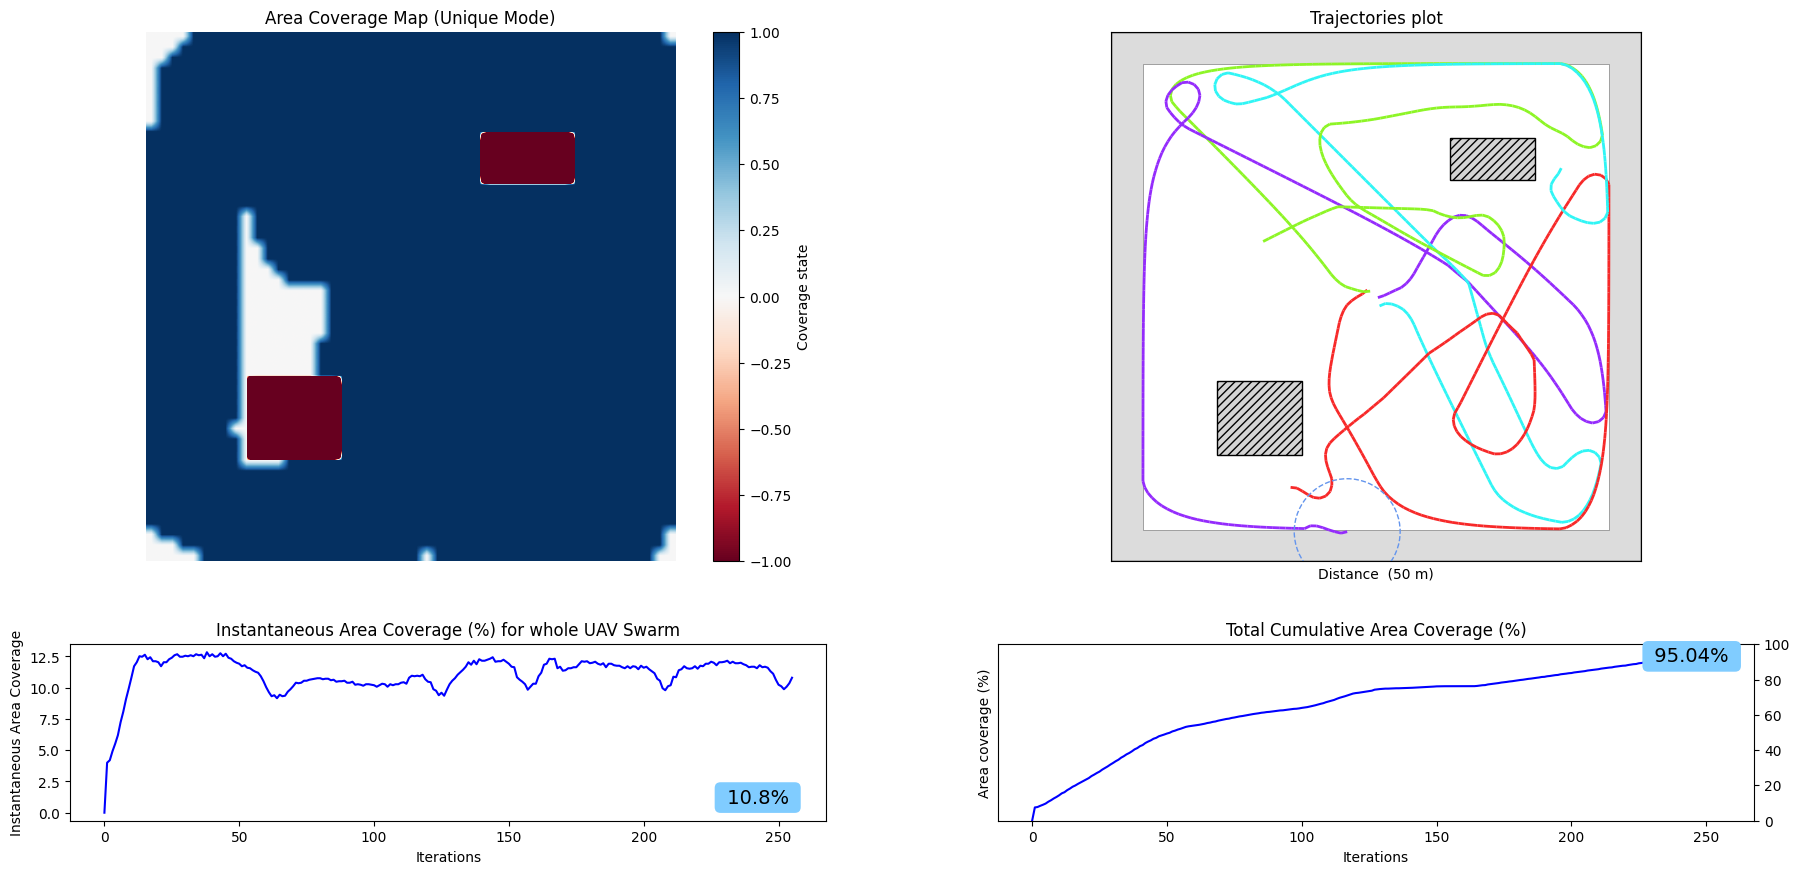 Area Coverage Map (Unique Mode)
1.00
0.75
0.50
0.25
0.00
−0.25
−0.50
−0.75
−1.00
Coverage state
Trajectories plot
Distance  (50 m)
Instantaneous Area Coverage (%) for whole UAV Swarm
Instantaneous Area Coverage
12.5
10.0
7.5
5.0
2.5
0.0
10.8%
0 50 100 150 200 250
Iterations
Total Cumulative Area Coverage (%)
Area coverage (%)
95.04%
100
80
60
40
20
0
0 50 100 150 200 250
Iterations